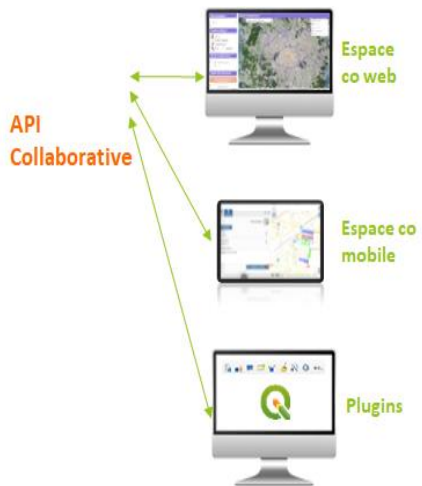 Espace
co web
API
Collaborative
Espace co
mobile
Plugins